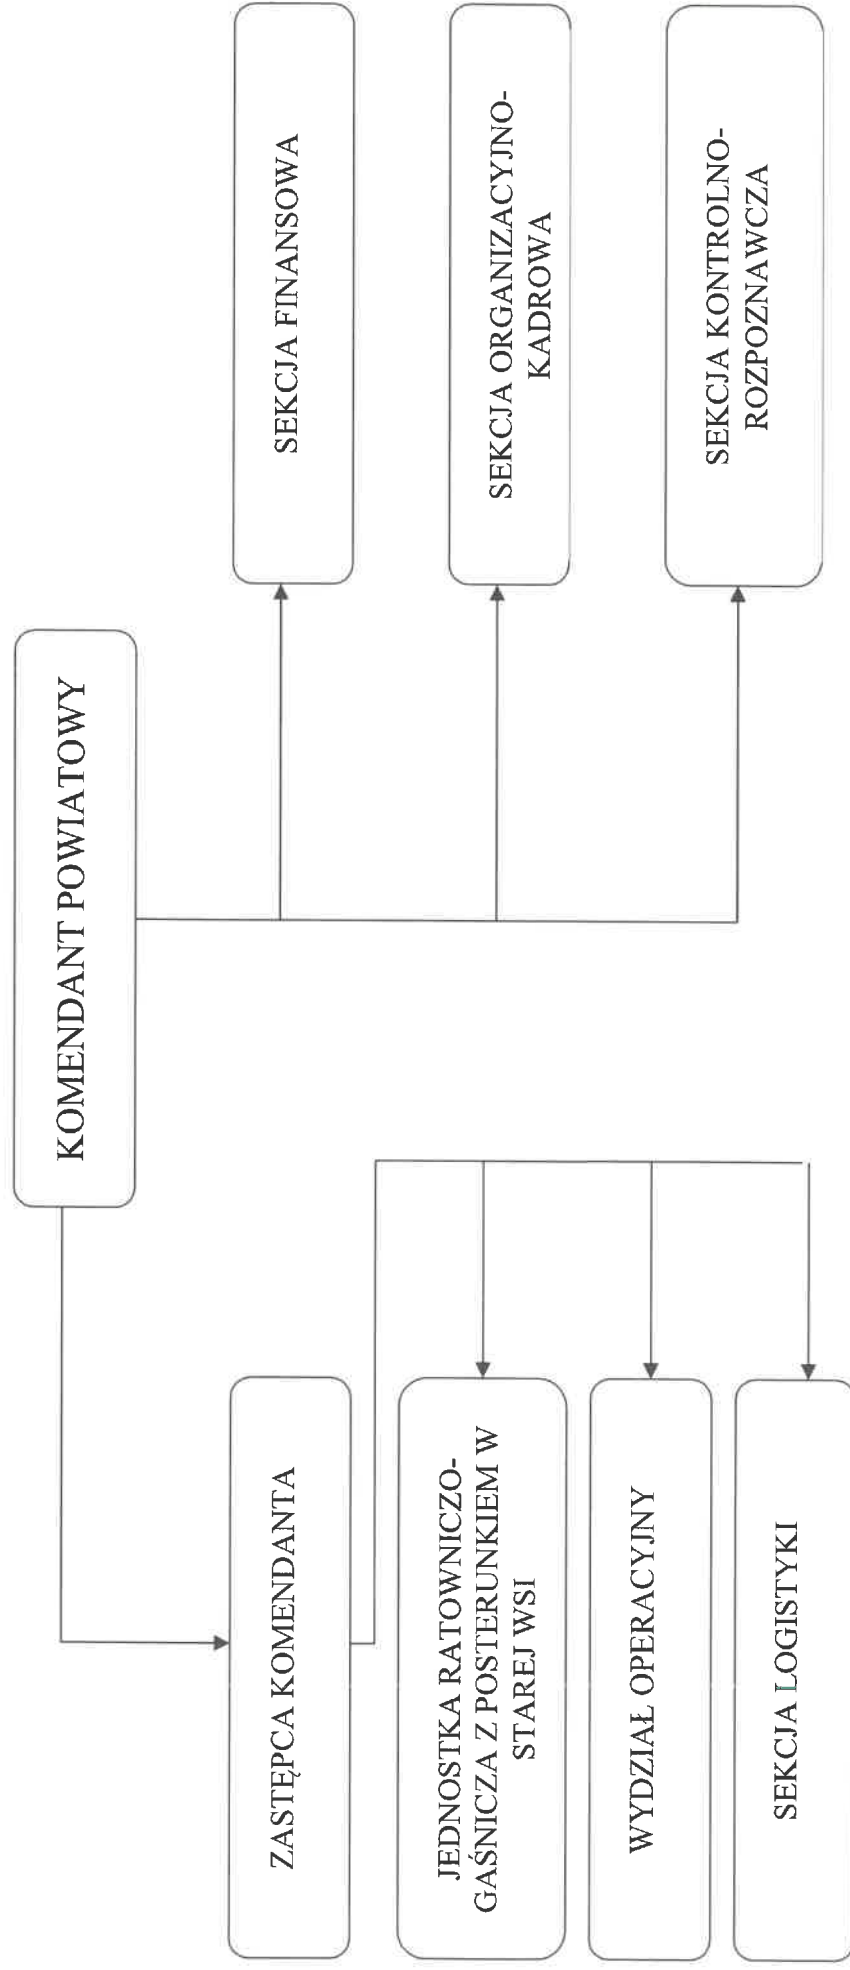 KOMENDANT POWIATOWY
ZASTĘPCA KOMENDANTA
JEDNOSTKA RATOWNICZO-
GAŚNICZA Z POSTERUNKIEM W
STAREJ WSI
WYDZIAŁ OPERACYJNY
SEKCJA LOGISTYKI
SEKCJA FINANSOWA
SEKCJA ORGANIZACYJNO-
KADROWA
SEKCJA KONTROLNO-
ROZPOZNAWCZA